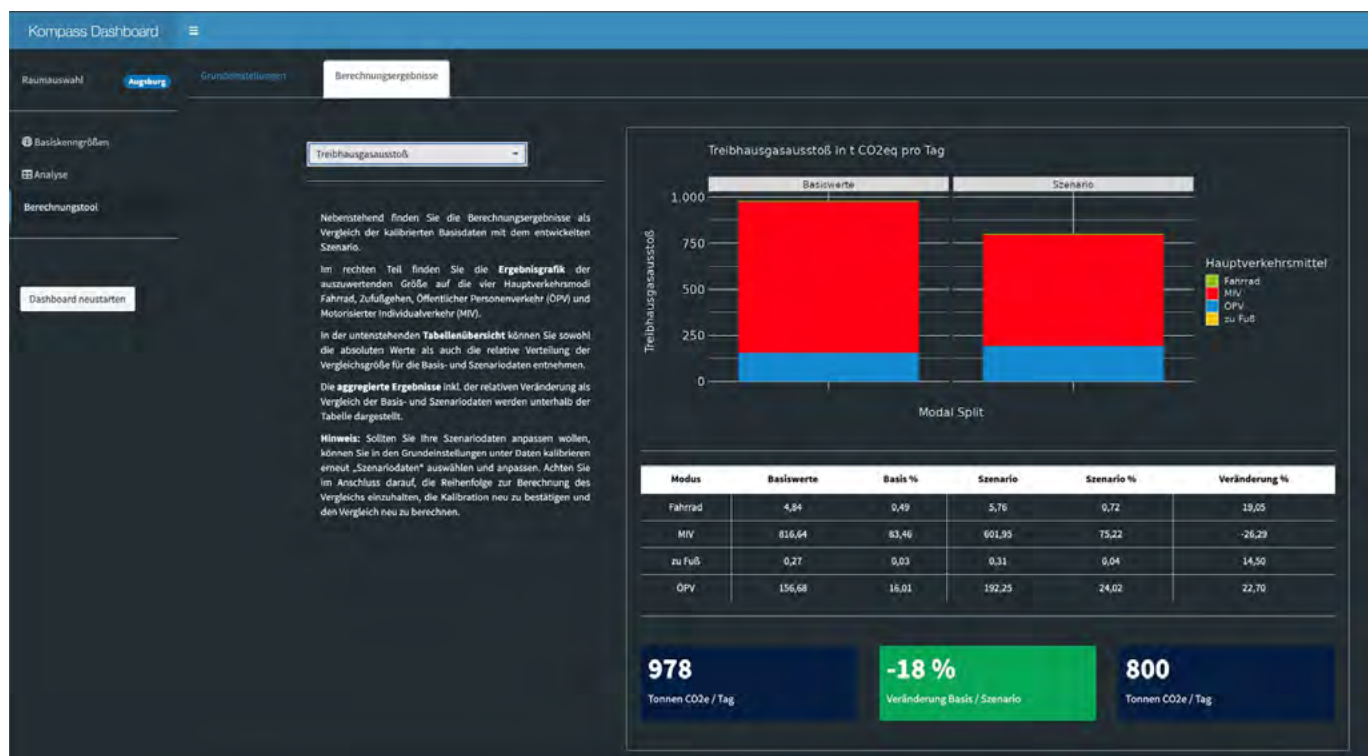 Kompass Dashboard
Raumauswahl Augsburg
Grundeinstellungen
Berechnungsergebnisse
Basiskenngrößen
Analyse
Berechnungstool
Dashboard neustarten
Treibhausgasausstoß
Nebenstehend finden Sie die Berechnungsergebnisse als
Vergleich der kalibrierten Basisdaten mit dem entwickelten
Szenario.
Im rechten Teil finden Sie die Ergebnisgrafik der
auszuwertenden Größe auf die vier Hauptverkehrsmodi
Fahrrad, Zufußgehen, Öffentlicher Personenverkehr (ÖPV) und
Motorisierter Individualverkehr (MIV).
In der untenstehenden Tabellenübersicht können Sie sowohl
die absoluten Werte als auch die relative Verteilung der
Vergleichsgröße für die Basis- und Szenariodaten entnehmen.
Die aggregierte Ergebnisse inkl. der relativen Veränderung als
Vergleich der Basis- und Szenariodaten werden unterhalb der
Tabelle dargestellt.
Hinweis: Sollten Sie Ihre Szenariodaten anpassen wollen,
können Sie in den Grundeinstellungen unter Daten kalibrieren
erneut „Szenariodaten“ auswählen und anpassen. Achten Sie
im Anschluss darauf, die Reihenfolge zur Berechnung des
Vergleichs einzuhalten, die Kalibration neu zu bestätigen und
den Vergleich neu zu berechnen.
Treibhausgasausstoß in t CO2eq pro Tag
Basiswerte Szenario
Treibhausgasausstoß
1.000
750
500
250
0
Modal Split
Hauptverkehrsmittel
Fahrrad
MIV
ÖPV
zu Fuß
Modus Basiswerte Basis % Szenario Szenario % Veränderung %
Fahrrad 4,84 0,49 5,76 0,72 19,05
MIV 816,64 83,46 601,95 75,22 -26,29
zu Fuß 0,27 0,03 0,31 0,04 14,50
ÖPV 156,68 16,01 192,25 24,02 22,70
978
Tonnen CO2e / Tag
-18 %
Veränderung Basis / Szenario
800
Tonnen CO2e / Tag